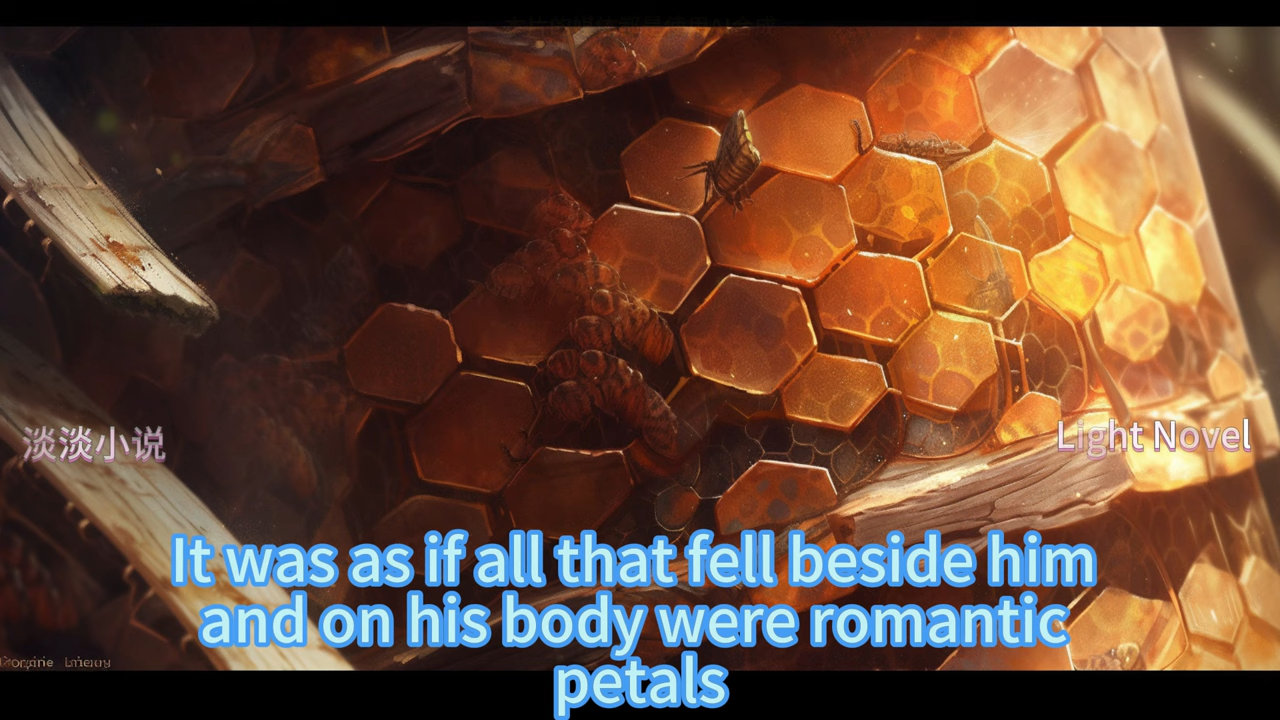 淡淡小说
Light Novel
It was as if all that fell beside him
and on his body were romantic
petals